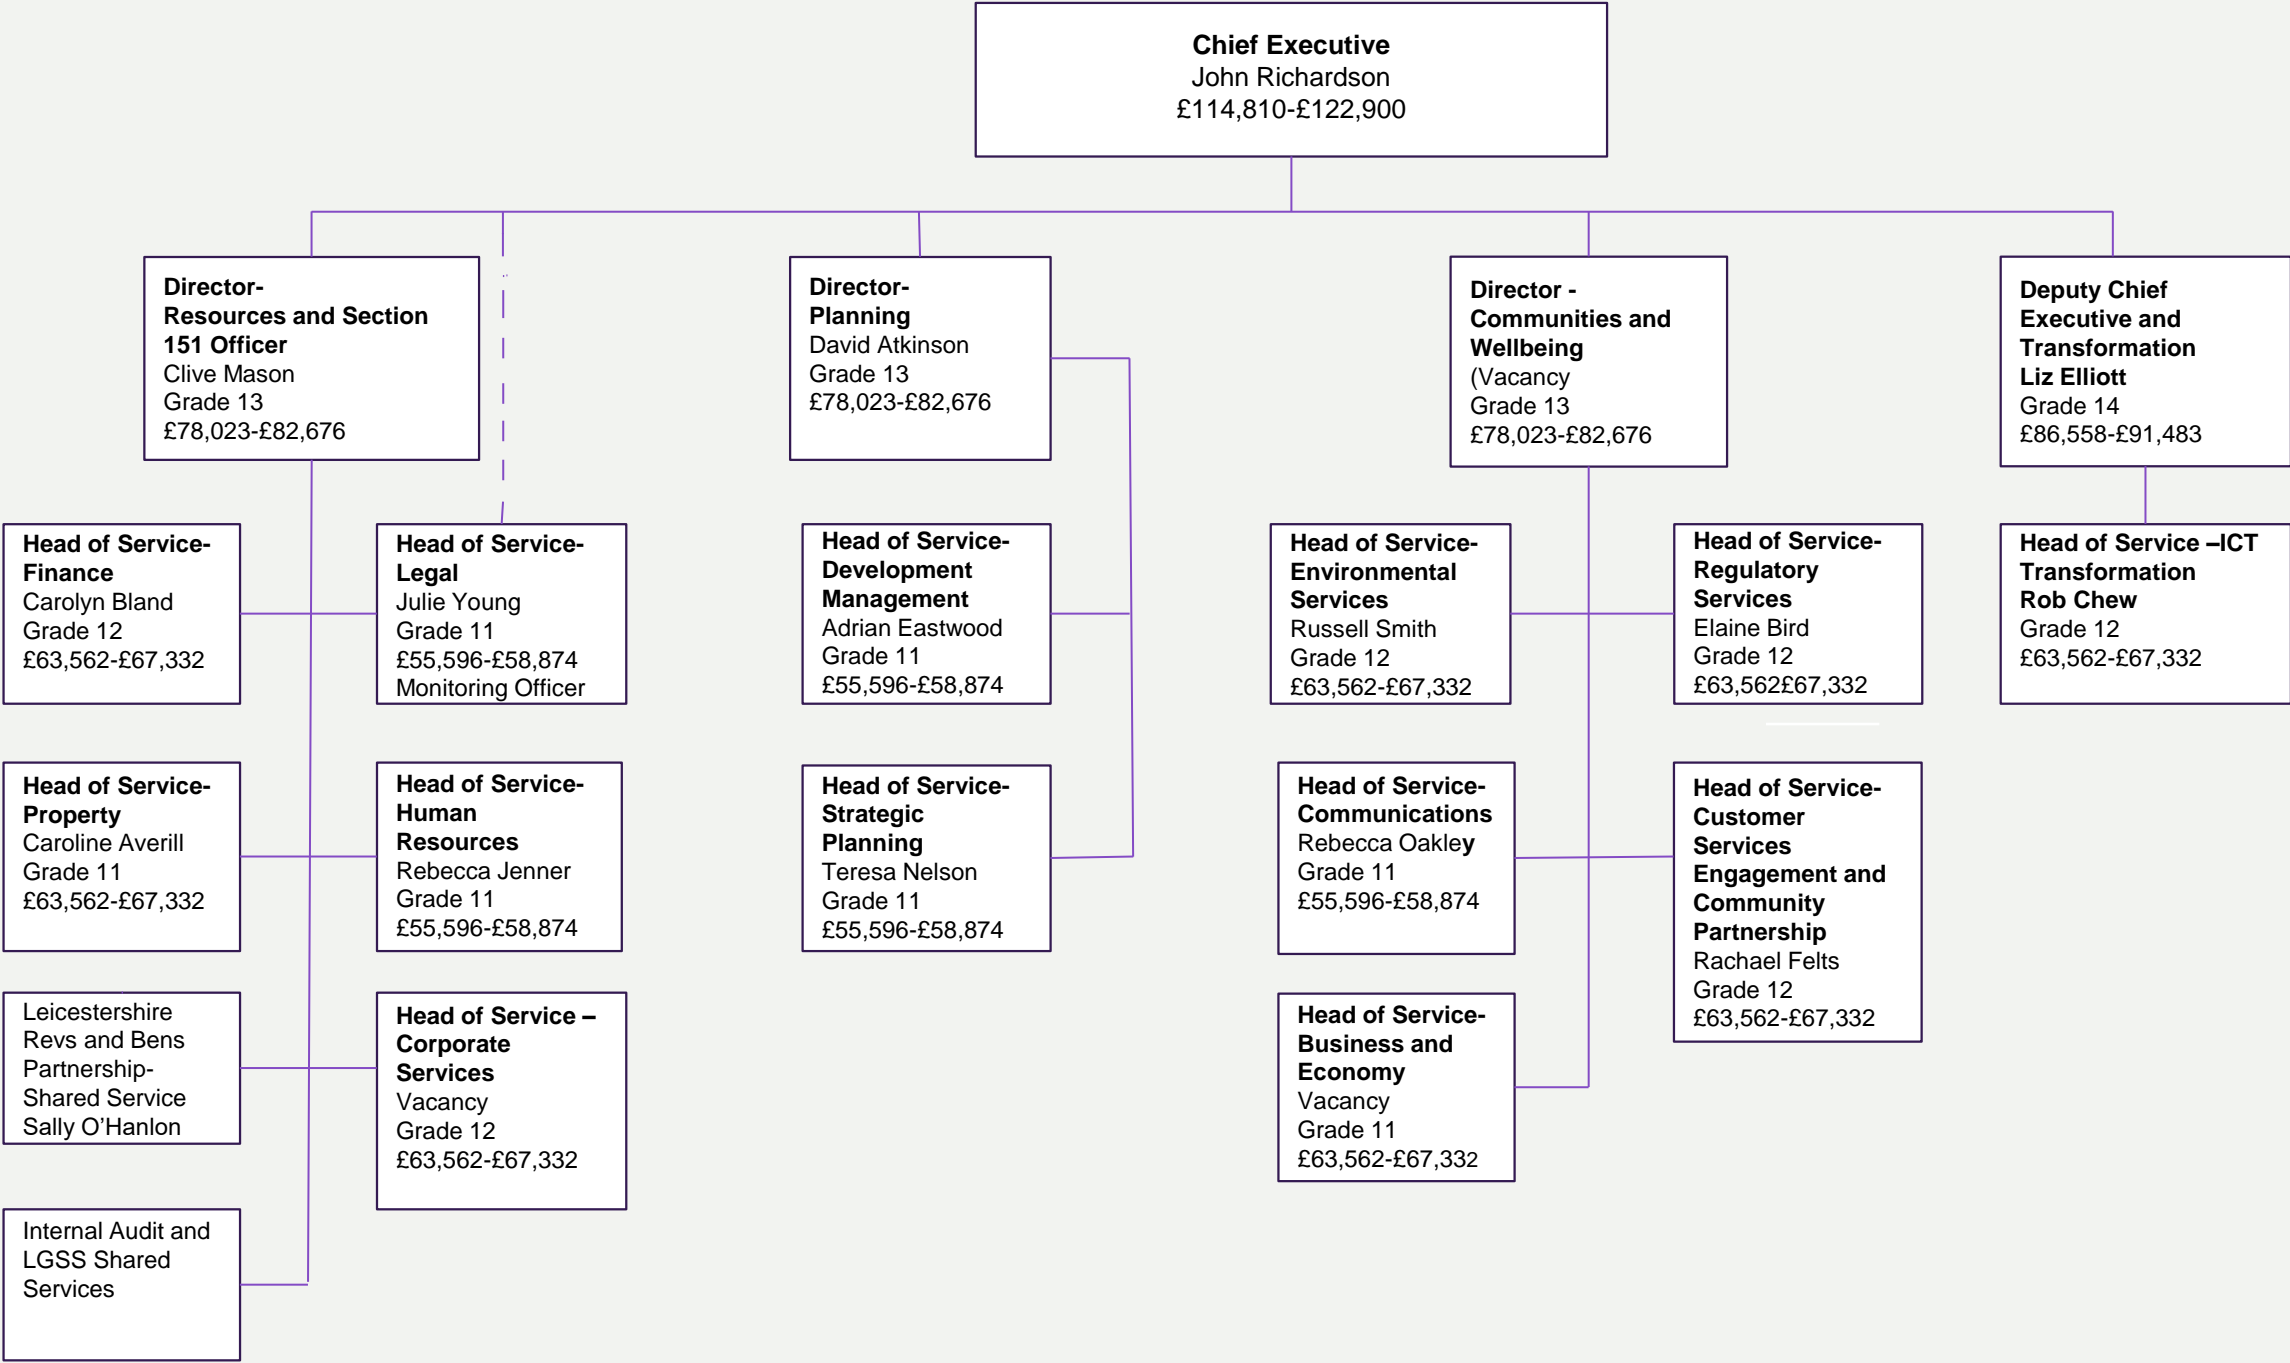 Chief Executive
John Richardson
£114,810-£122,900
Director-
Resources and Section
151 Officer
Clive Mason
Grade 13
£78,023-£82,676
Director-
Planning
David Atkinson
Grade 13
£78,023-£82,676
Director -
Communities and
Wellbeing
(Vacancy
Grade 13
£78,023-£82,676
Deputy Chief
Executive and
Transformation
Liz Elliott
Grade 14
£86,558-£91,483
Head of Service-
Finance
Carolyn Bland
Grade 12
£63,562-£67,332
Head of Service-
Legal
Julie Young
Grade 11
£55,596-£58,874
Monitoring Officer
Head of Service-
Development
Management
Adrian Eastwood
Grade 11
£55,596-£58,874
Head of Service-
Environmental
Services
Russell Smith
Grade 12
£63,562-£67,332
Head of Service-
Regulatory
Services
Elaine Bird
Grade 12
£63,562£67,332
Head of Service –ICT
Transformation
Rob Chew
Grade 12
£63,562-£67,332
Head of Service-
Property
Caroline Averill
Grade 11
£63,562-£67,332
Head of Service-
Human
Resources
Rebecca Jenner
Grade 11
£55,596-£58,874
Head of Service-
Strategic
Planning
Teresa Nelson
Grade 11
£55,596-£58,874
Head of Service-
Communications
Rebecca Oakley
Grade 11
£55,596-£58,874
Head of Service-
Customer
Services
Engagement and
Community
Partnership
Rachael Felts
Grade 12
£63,562-£67,332
Leicestershire
Revs and Bens
Partnership-
Shared Service
Sally O’Hanlon
Head of Service –
Corporate
Services
Vacancy
Grade 12
£63,562-£67,332
Head of Service-
Business and
Economy
Vacancy
Grade 11
£63,562-£67,332
Internal Audit and
LGSS Shared
Services